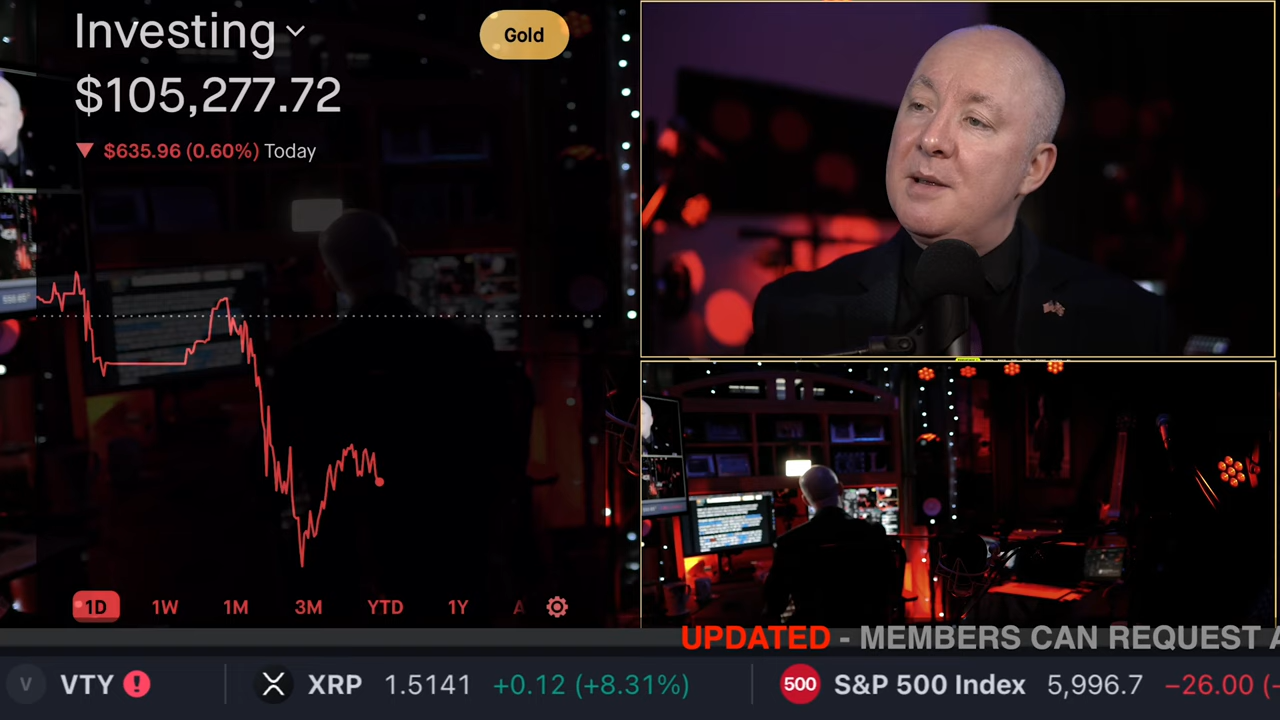 Investing
Gold
$105,277.72
$635.96 (0.60%) Today
1D 1W 1M 3M YTD 1Y A
UPDATED - MEMBERS CAN REQUEST A
V VTY ! XRP 1.5141 +0.12 (+8.31%) 500 S&P 500 Index 5,996.7 −26.00 (-